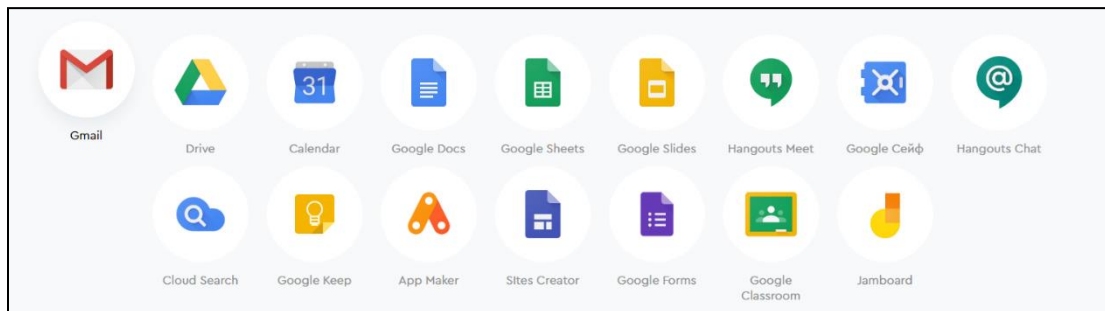 Gmail
31
@
Drive
Calendar
Google Docs
Google Sheets
Google Slides
Hangouts Meet
Google Сейф
Hangouts Chat
Cloud Search
Google Keep
App Maker
SItes Creator
Google Forms
Google
Classroom
Jamboard